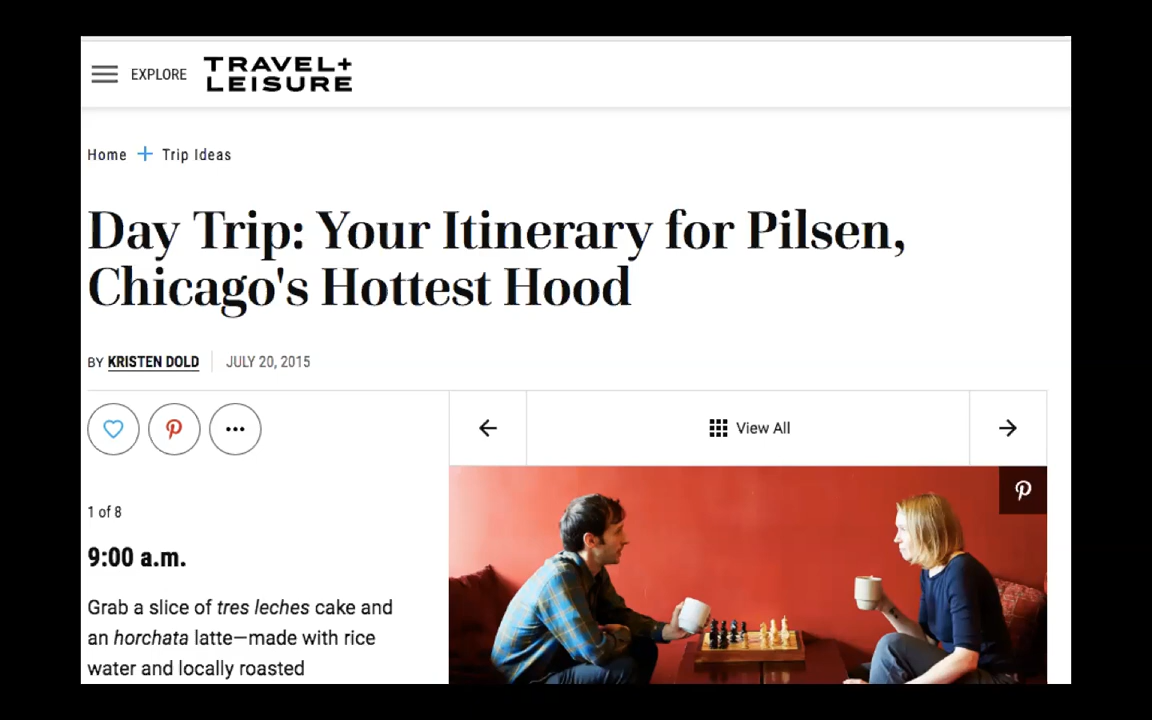 EXPLORE
TRAVEL+
LEISURE
Home + Trip Ideas
Day Trip: Your Itinerary for Pilsen,
Chicago's Hottest Hood
BY KRISTEN DOLD JULY 20, 2015
View All
1 of 8
9:00 a.m.
Grab a slice of tres leches cake and
an horchata latte—made with rice
water and locally roasted